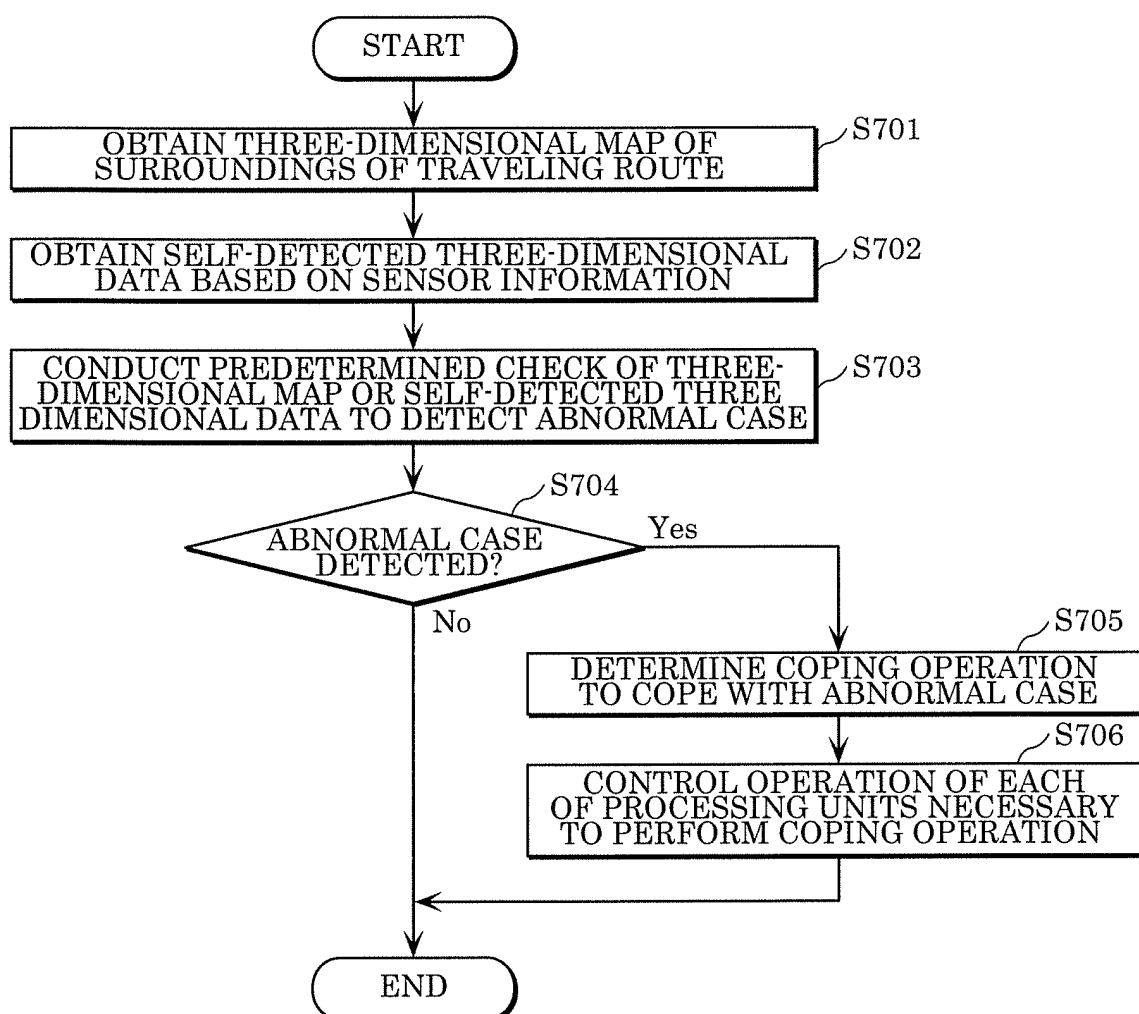 START
S701
OBTAIN THREE-DIMENSIONAL MAP OF
SURROUNDINGS OF TRAVELING ROUTE
S702
OBTAIN SELF-DETECTED THREE-DIMENSIONAL
DATA BASED ON SENSOR INFORMATION
S703
CONDUCT PREDETERMINED CHECK OF THREE-
DIMENSIONAL MAP OR SELF-DETECTED THREE
DIMENSIONAL DATA TO DETECT ABNORMAL CASE
S704
ABNORMAL CASE
DETECTED?
Yes
No
S705
DETERMINE COPING OPERATION
TO COPE WITH ABNORMAL CASE
S706
CONTROL OPERATION OF EACH
OF PROCESSING UNITS NECESSARY
TO PERFORM COPING OPERATION
END